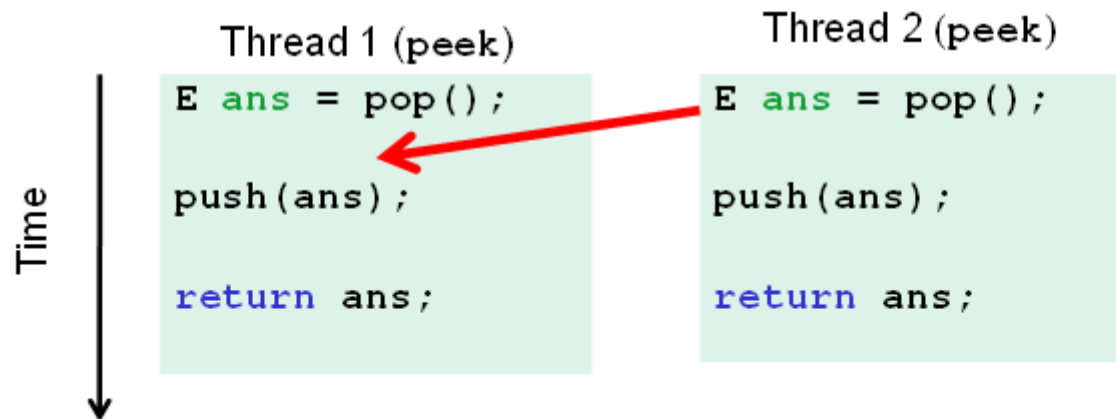 Thread 1 (peek)
E ans = pop();
push(ans);
return ans;
Thread 2 (peek)
E ans = pop();
push(ans);
return ans;
Time